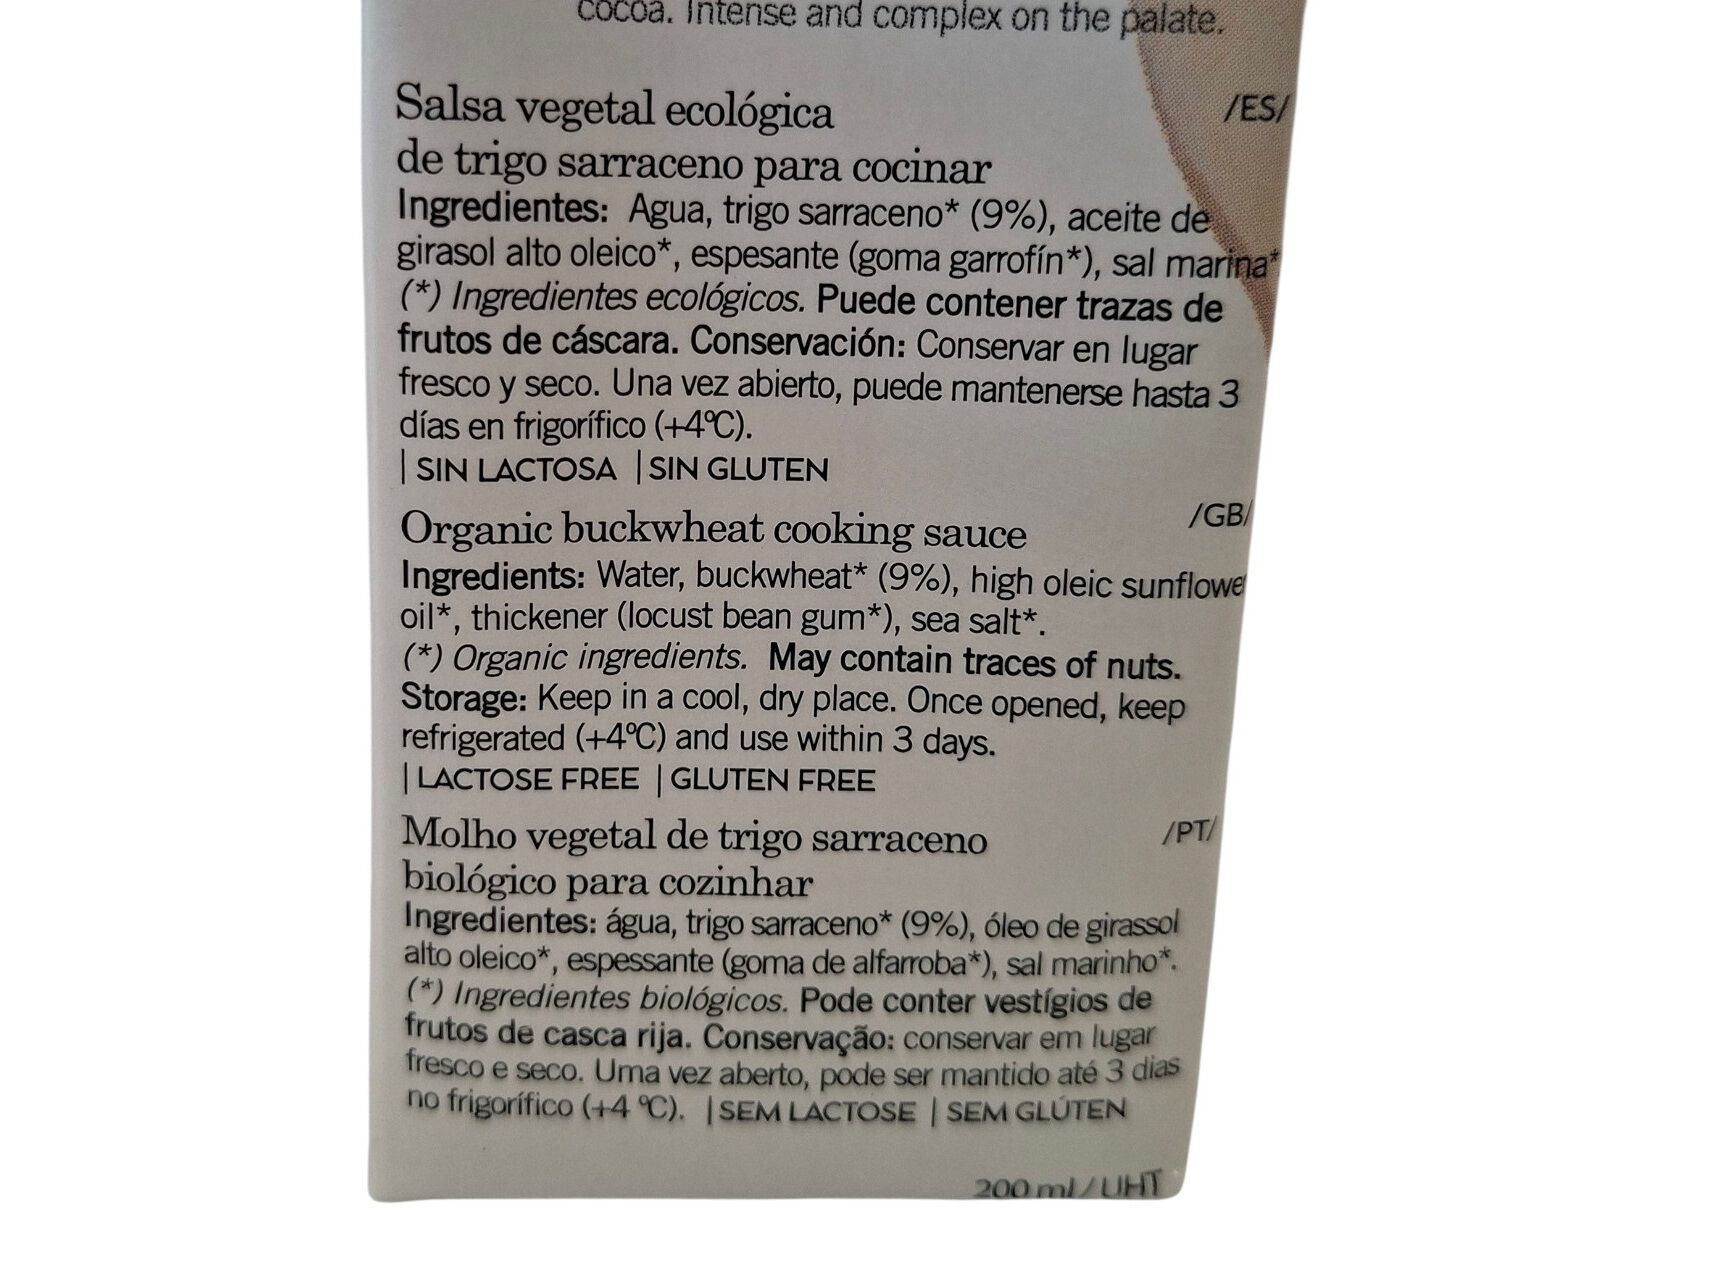 cocoa. Intense and complex on the palate.
Salsa vegetal ecológica /ES/
de trigo sarraceno para cocinar
Ingredientes: Agua, trigo sarraceno* (9%), aceite de
girasol alto oleico*, espesante (goma garrofín*), sal marina*
(*) Ingredientes ecológicos. Puede contener trazas de
frutos de cáscara. Conservación: Conservar en lugar
fresco y seco. Una vez abierto, puede mantenerse hasta 3
días en frigorífico (+4ºC).
| SIN LACTOSA | SIN GLUTEN
Organic buckwheat cooking sauce /GB/
Ingredients: Water, buckwheat* (9%), high oleic sunflower
oil*, thickener (locust bean gum*), sea salt*.
(*) Organic ingredients. May contain traces of nuts.
Storage: Keep in a cool, dry place. Once opened, keep
refrigerated (+4ºC) and use within 3 days.
| LACTOSE FREE | GLUTEN FREE
Molho vegetal de trigo sarraceno /PT/
biológico para cozinhar
Ingredientes: água, trigo sarraceno* (9%), óleo de girassol
alto oleico*, espessante (goma de alfarroba*), sal marinho*.
(*) Ingredientes biológicos. Pode conter vestígios de
frutos de casca rija. Conservação: conservar em lugar
fresco e seco. Uma vez aberto, pode ser mantido até 3 dias
no frigorífico (+4 ºC). | SEM LACTOSE | SEM GLÚTEN
200 ml / UHT